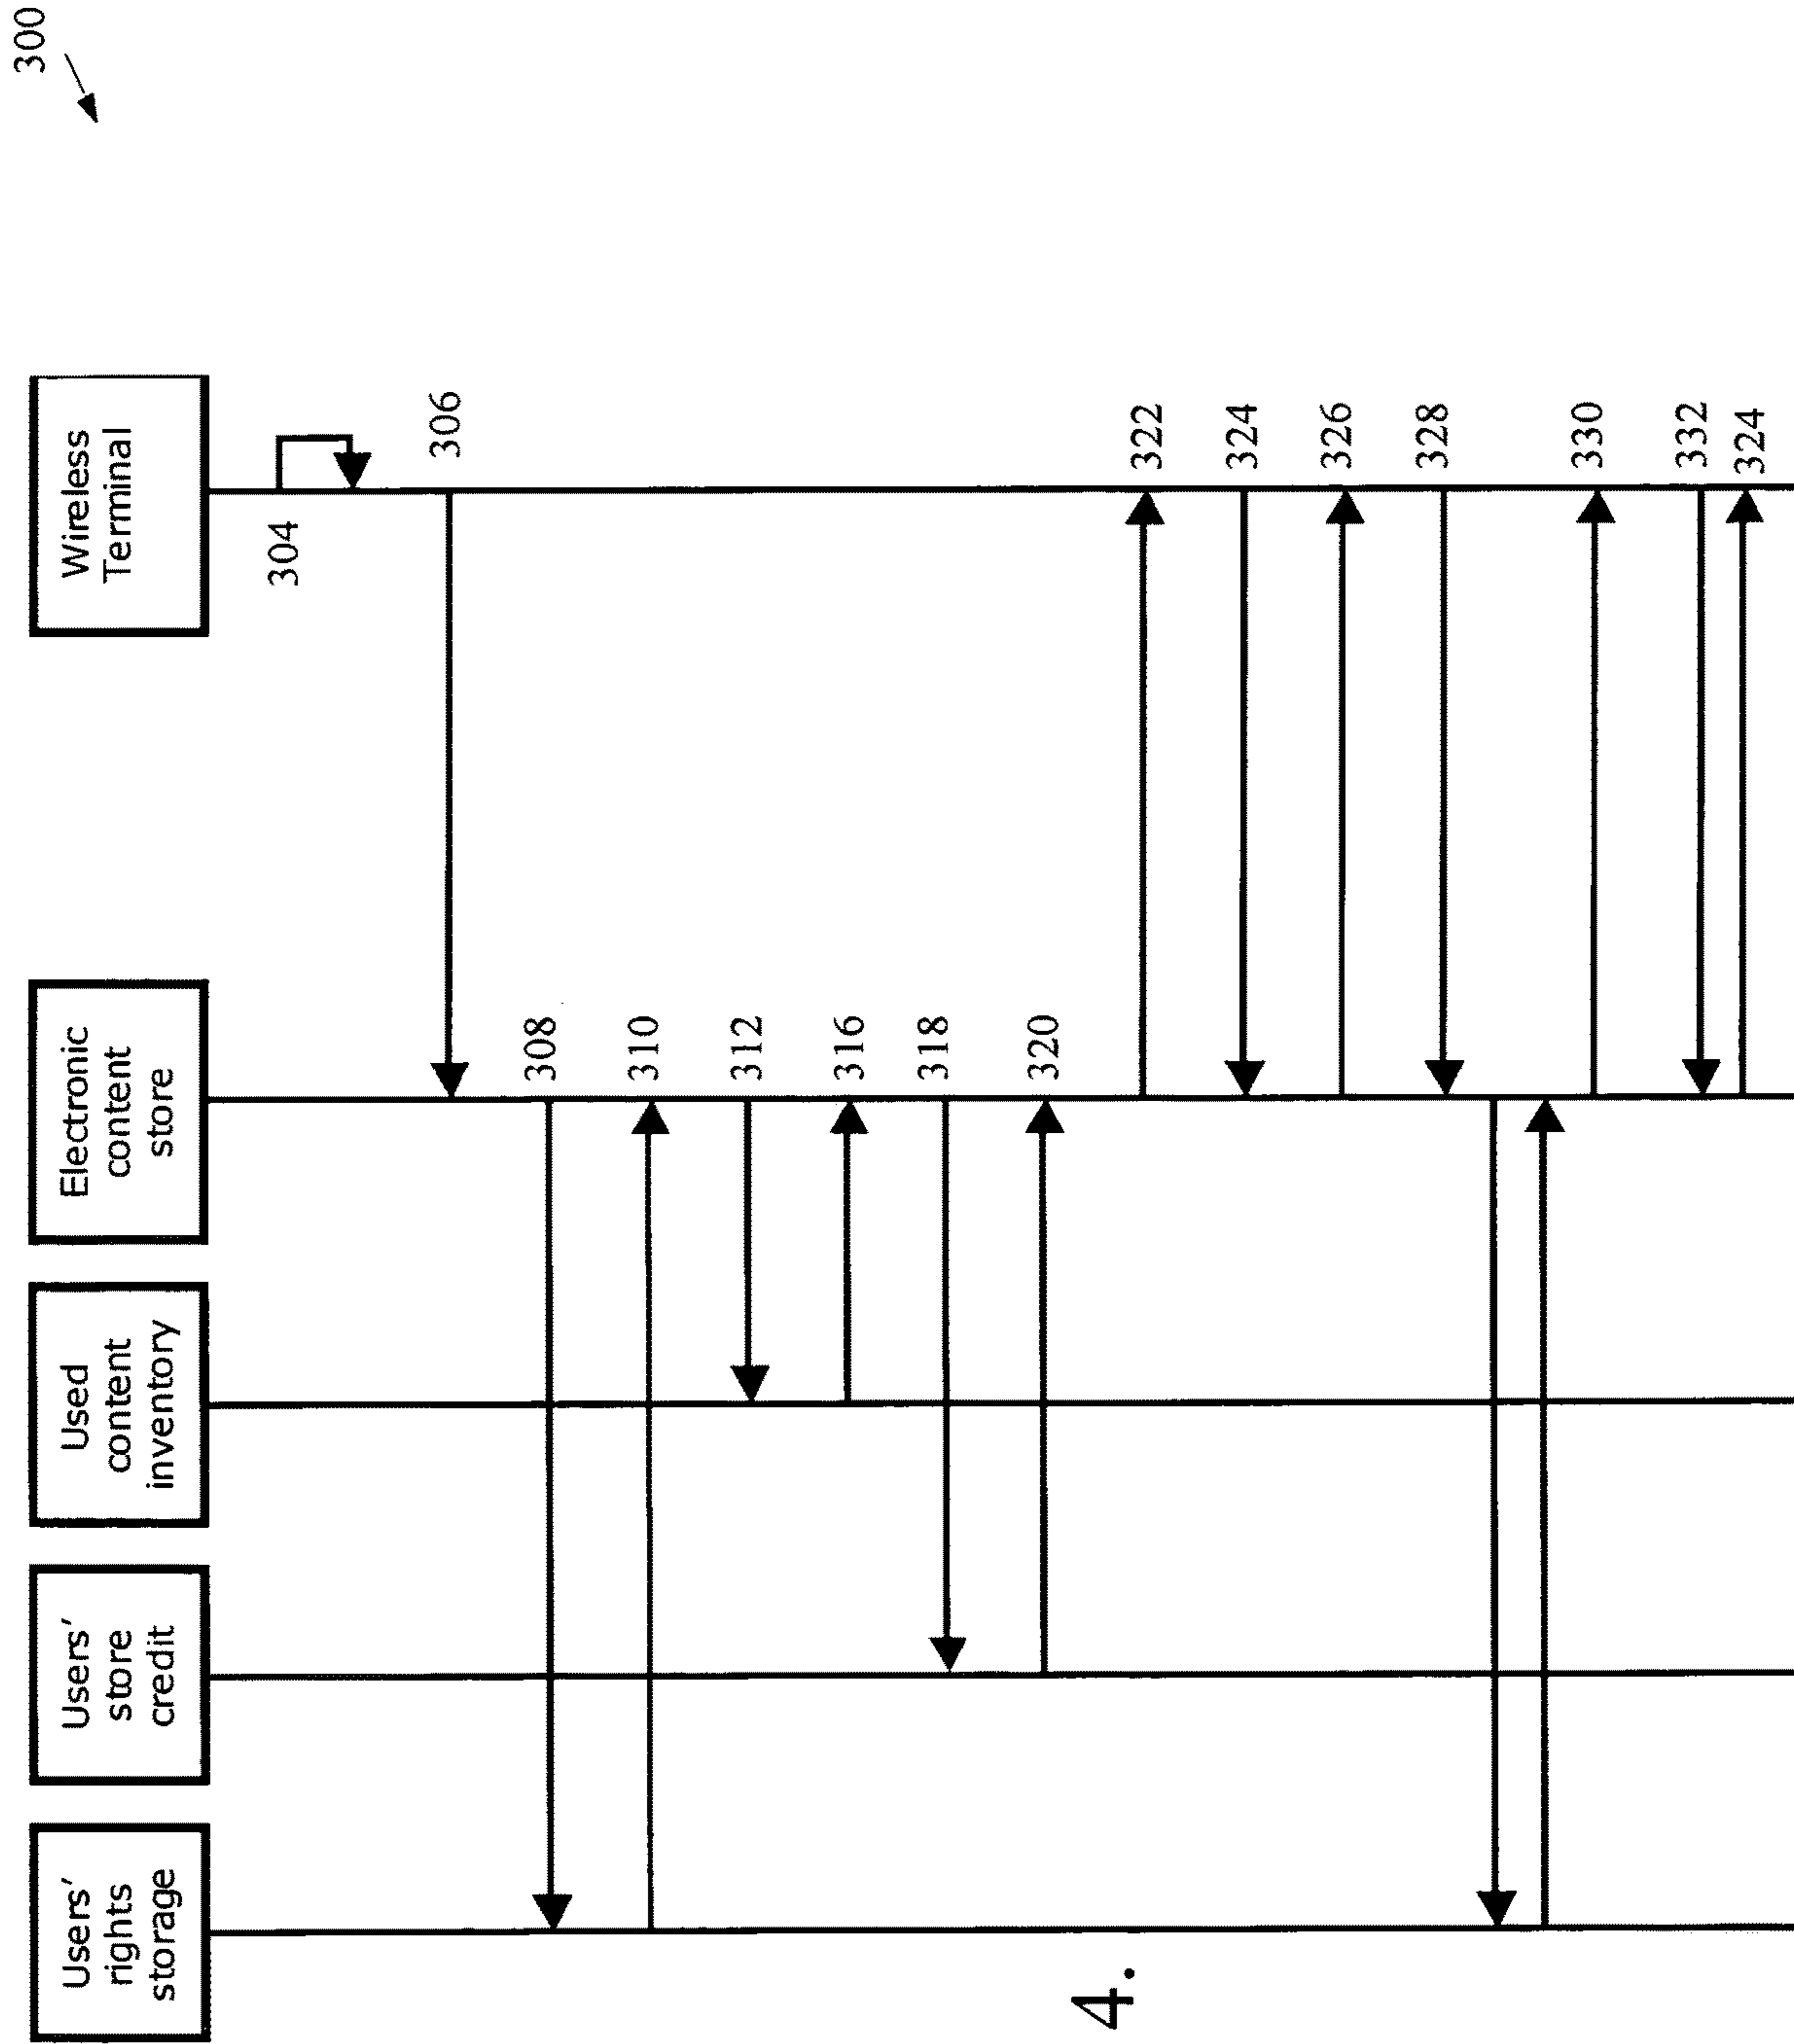 300
Wireless
Terminal
Electronic
content
store
Used
content
inventory
Users’
store
credit
Users’
rights
storage
304
306
308
310
312
316
318
320
322
324
326
328
330
332
324
4.